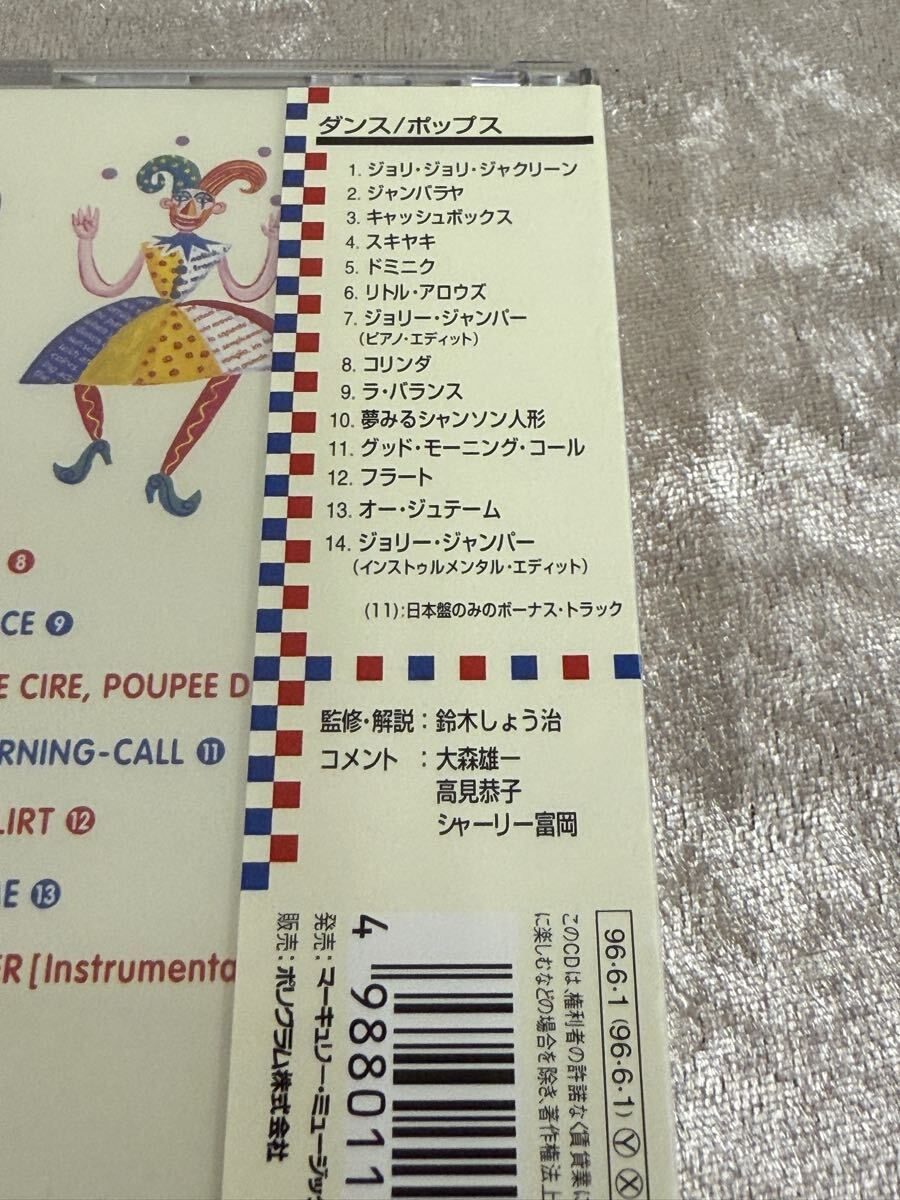 ダンス/ポップス
1. ジョリ・ジョリ・ジャクリーン
2. ジャンバラヤ
3. キャッシュボックス
4. スキヤキ
5. ドミニク
6. リトル・アロウズ
7. ジョリー・ジャンパー
(ピアノ・エディット)
8. コリンダ
9. ラ・バランス
10. 夢みるシャンソン人形
11. グッド・モーニング・コール
12. フラート
13. オー・ジュテーム
14. ジョリー・ジャンパー
(インストゥルメンタル・エディット)
(11):日本盤のみのボーナス・トラック
監修・解説：鈴木しょう治
コメント　：大森雄一
高見恭子
シャーリー富岡
8
CE 9
E CIRE, POUPEE D
RNING-CALL 11
LIRT 12
E 13
ER [Instrumenta
96・6・1 (96・6・1) Y X
このCDは、権利者の許諾なく賃貸業に
に楽しむなどの場合を除き、著作権法上
4 988011
発売：マーキュリー・ミュージッ
販売：ポリグラム株式会社